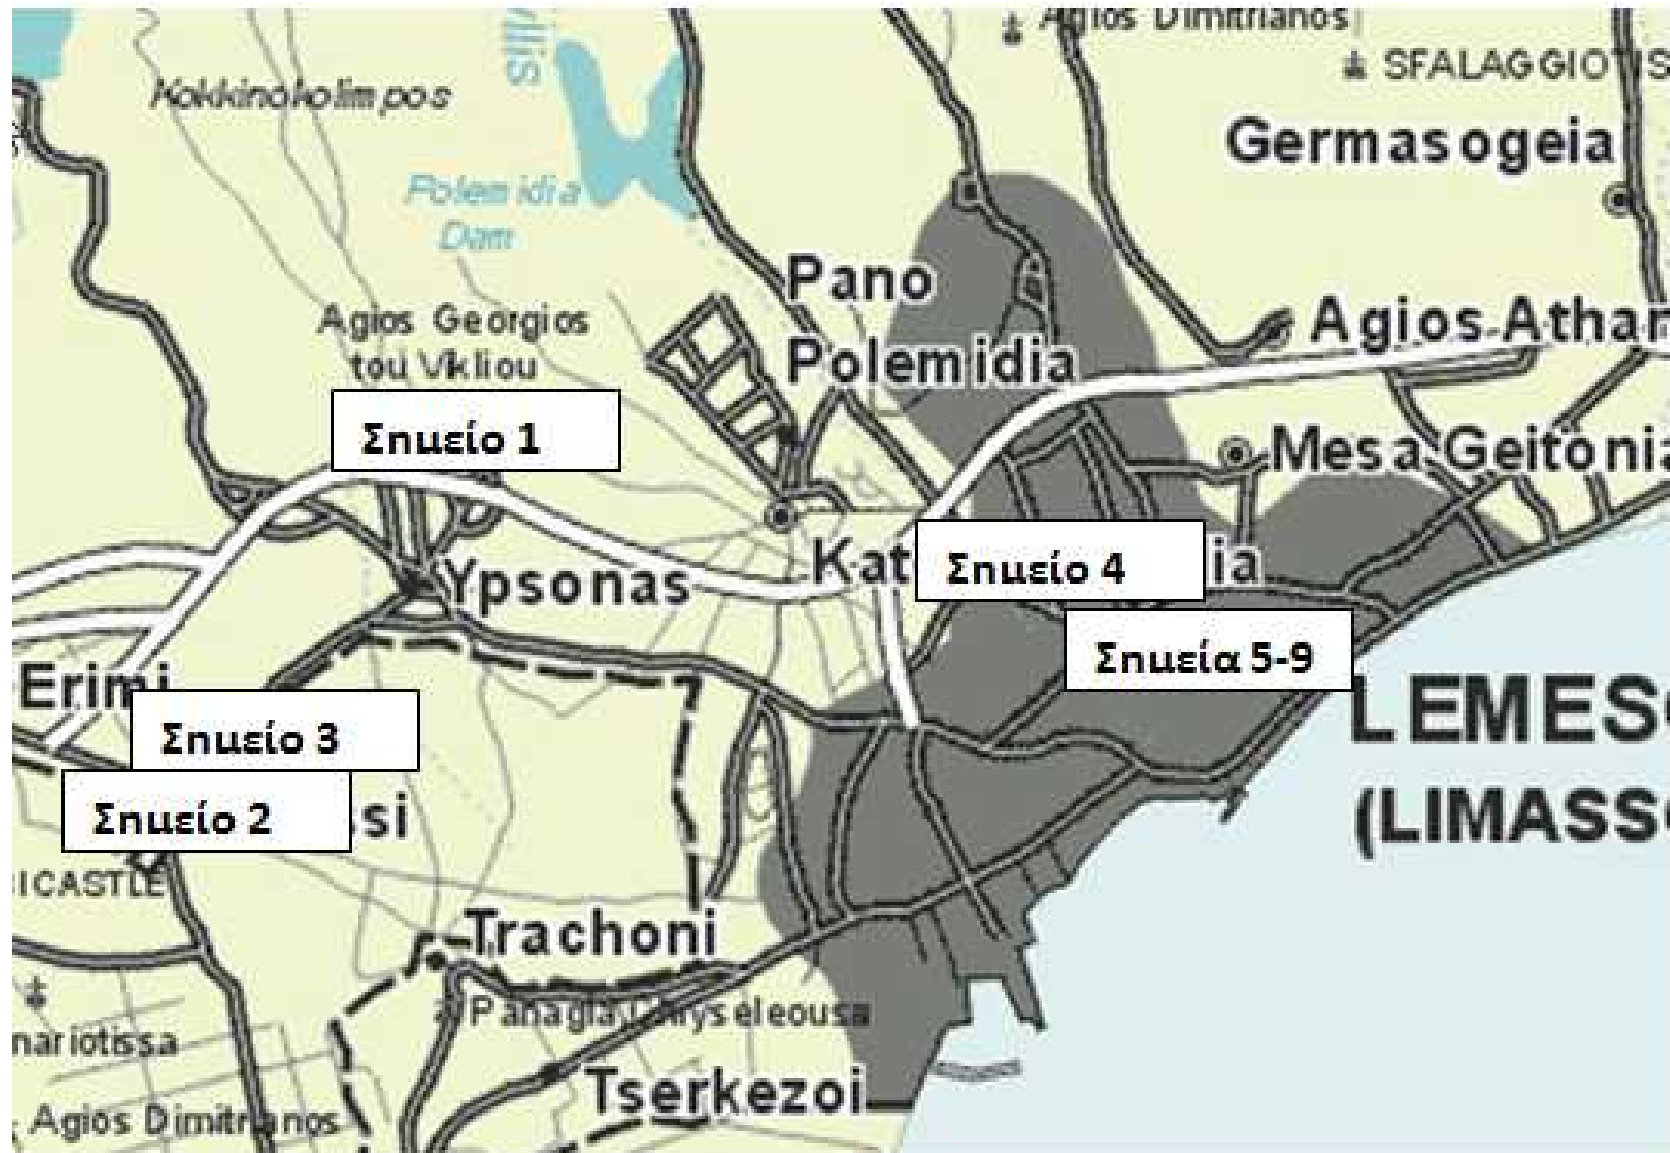 Agios Dimitrianos
Kokkinokolimpos
SFALAGGIOTIS
Germasogeia
Polemidia
Dam
Pano
Polemidia
Agios Georgios
tou Vikliou
Agios Athan
Σημείο 1
Mesa Geitonia
Kat
Σημείο 4
ia
Ypsonas
Σημεία 5-9
Erimi
Σημείο 3
LEMES
(LIMASS
Σημείο 2
ssi
CASTLE
Trachoni
Panagia Chryseleousa
nariotissa
Tserkezoi
Agios Dimitrianos